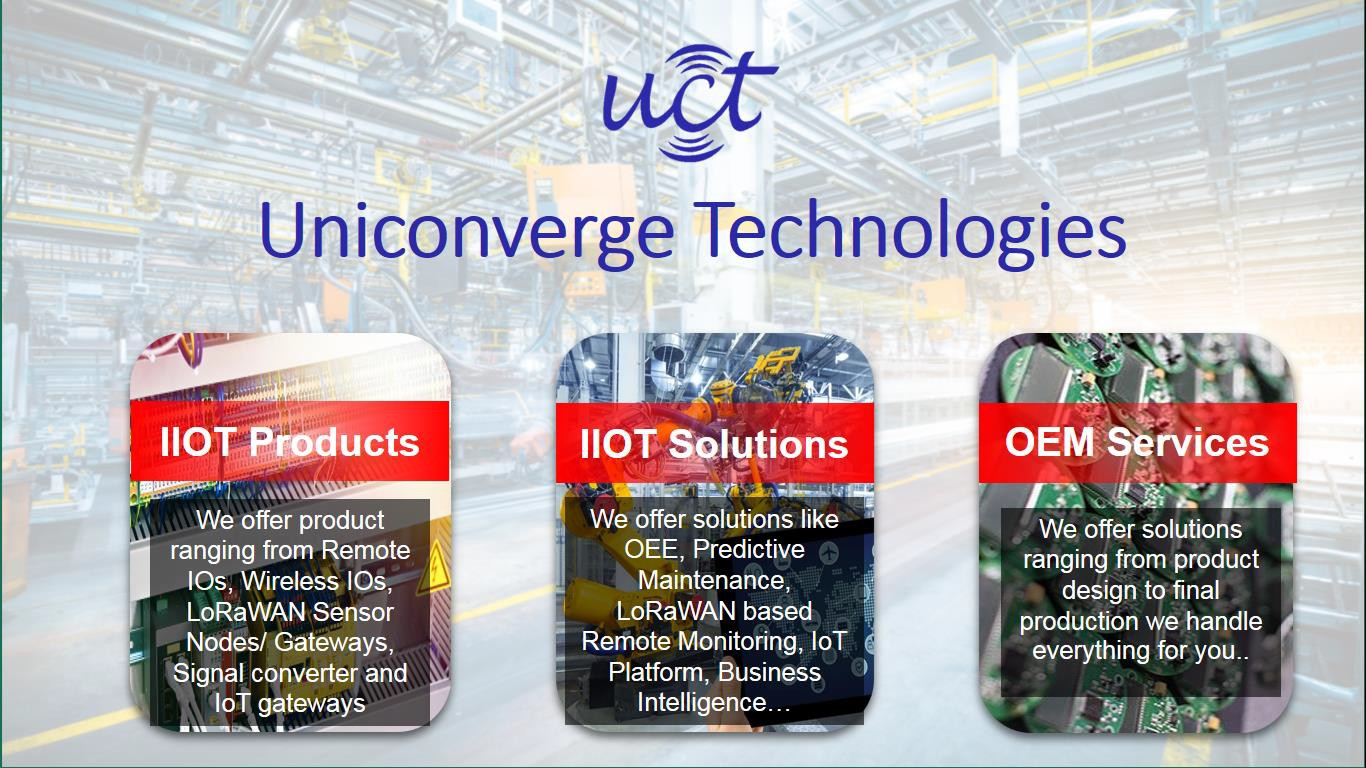 uct
Uniconverge Technologies
IIOT Products
We offer product
ranging from Remote
IOs, Wireless IOs,
LoRaWAN Sensor
Nodes/ Gateways,
Signal converter and
IoT gateways
IIOT Solutions
We offer solutions like
OEE, Predictive
Maintenance,
LoRaWAN based
Remote Monitoring, IoT
Platform, Business
Intelligence…
OEM Services
We offer solutions
ranging from product
design to final
production we handle
everything for you..